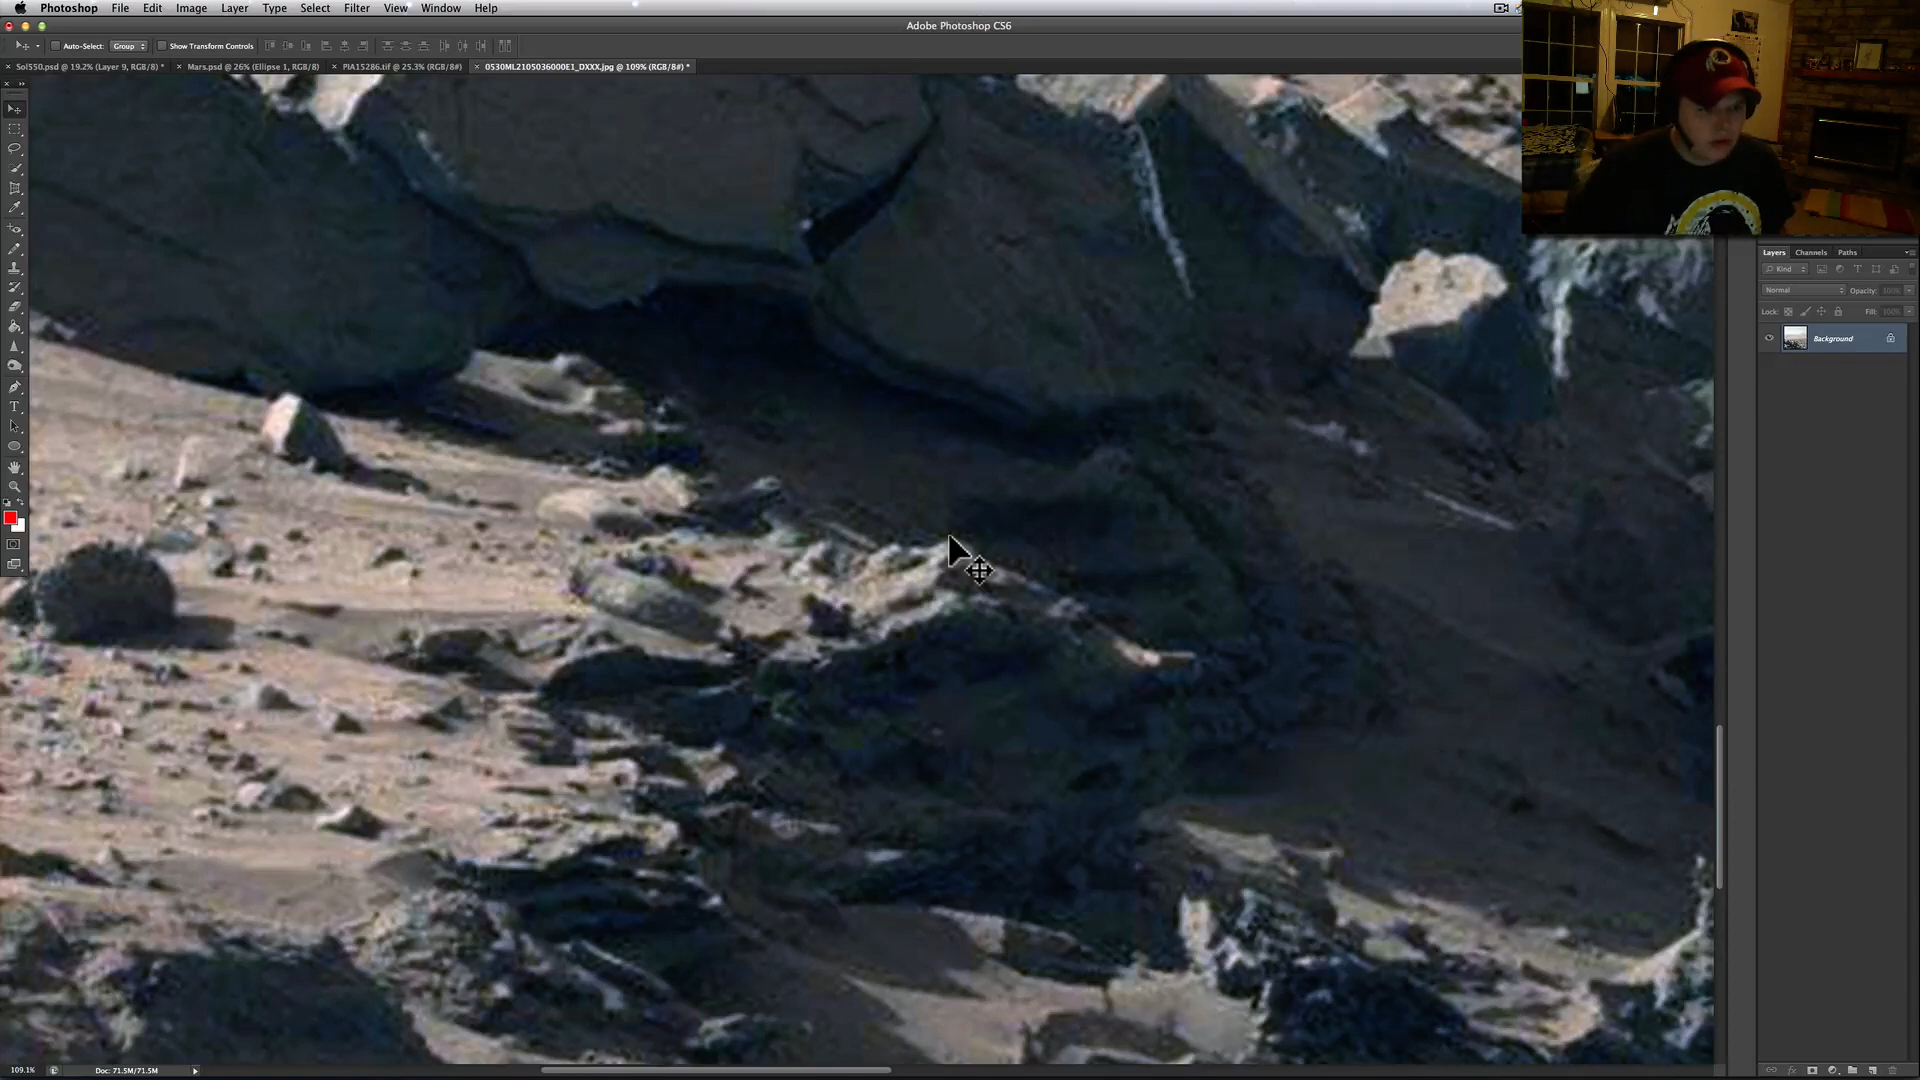 Photoshop File Edit Image Layer Type Select Filter View Window Help
Adobe Photoshop CS6
Auto-Select: Group Show Transform Controls
Sol550.psd @ 19.2% (Layer 9, RGB/8) * Mars.psd @ 26% (Ellipse 1, RGB/8) PIA15286.tif @ 25.3% (RGB/8#) 0530ML2105036000E1_DXXX.jpg @ 109% (RGB/8#) *
Layers Channels Paths
Kind
Normal Opacity: 100%
Lock: Fill: 100%
Background
109.1% Doc: 71.5M/71.5M